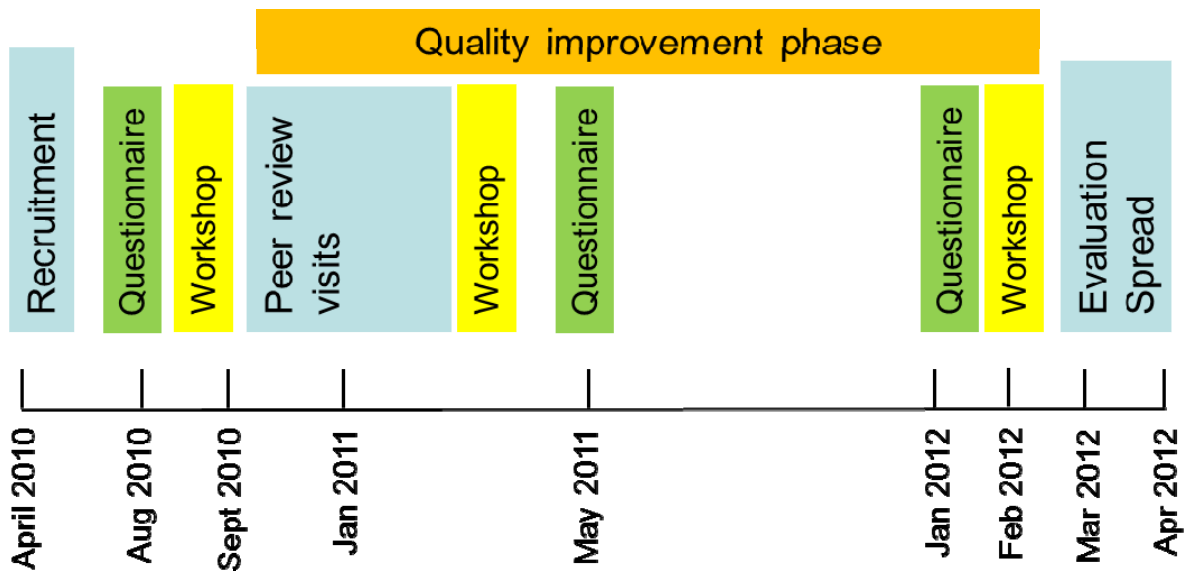 Quality improvement phase
Recruitment
Questionnaire
Workshop
Peer review
visits
Workshop
Questionnaire
Questionnaire
Workshop
Evaluation
Spread
April 2010
Aug 2010
Sept 2010
Jan 2011
May 2011
Jan 2012
Feb 2012
Mar 2012
Apr 2012